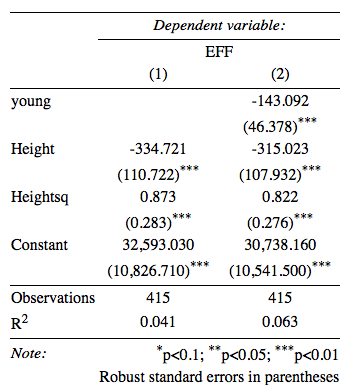 Dependent variable:
EFF
(1) (2)
young -143.092
(46.378)***
Height -334.721 -315.023
(110.722)*** (107.932)***
Heightsq 0.873 0.822
(0.283)*** (0.276)***
Constant 32,593.030 30,738.160
(10,826.710)*** (10,541.500)***
Observations 415 415
R2 0.041 0.063
Note: *p<0.1; **p<0.05; ***p<0.01
Robust standard errors in parentheses